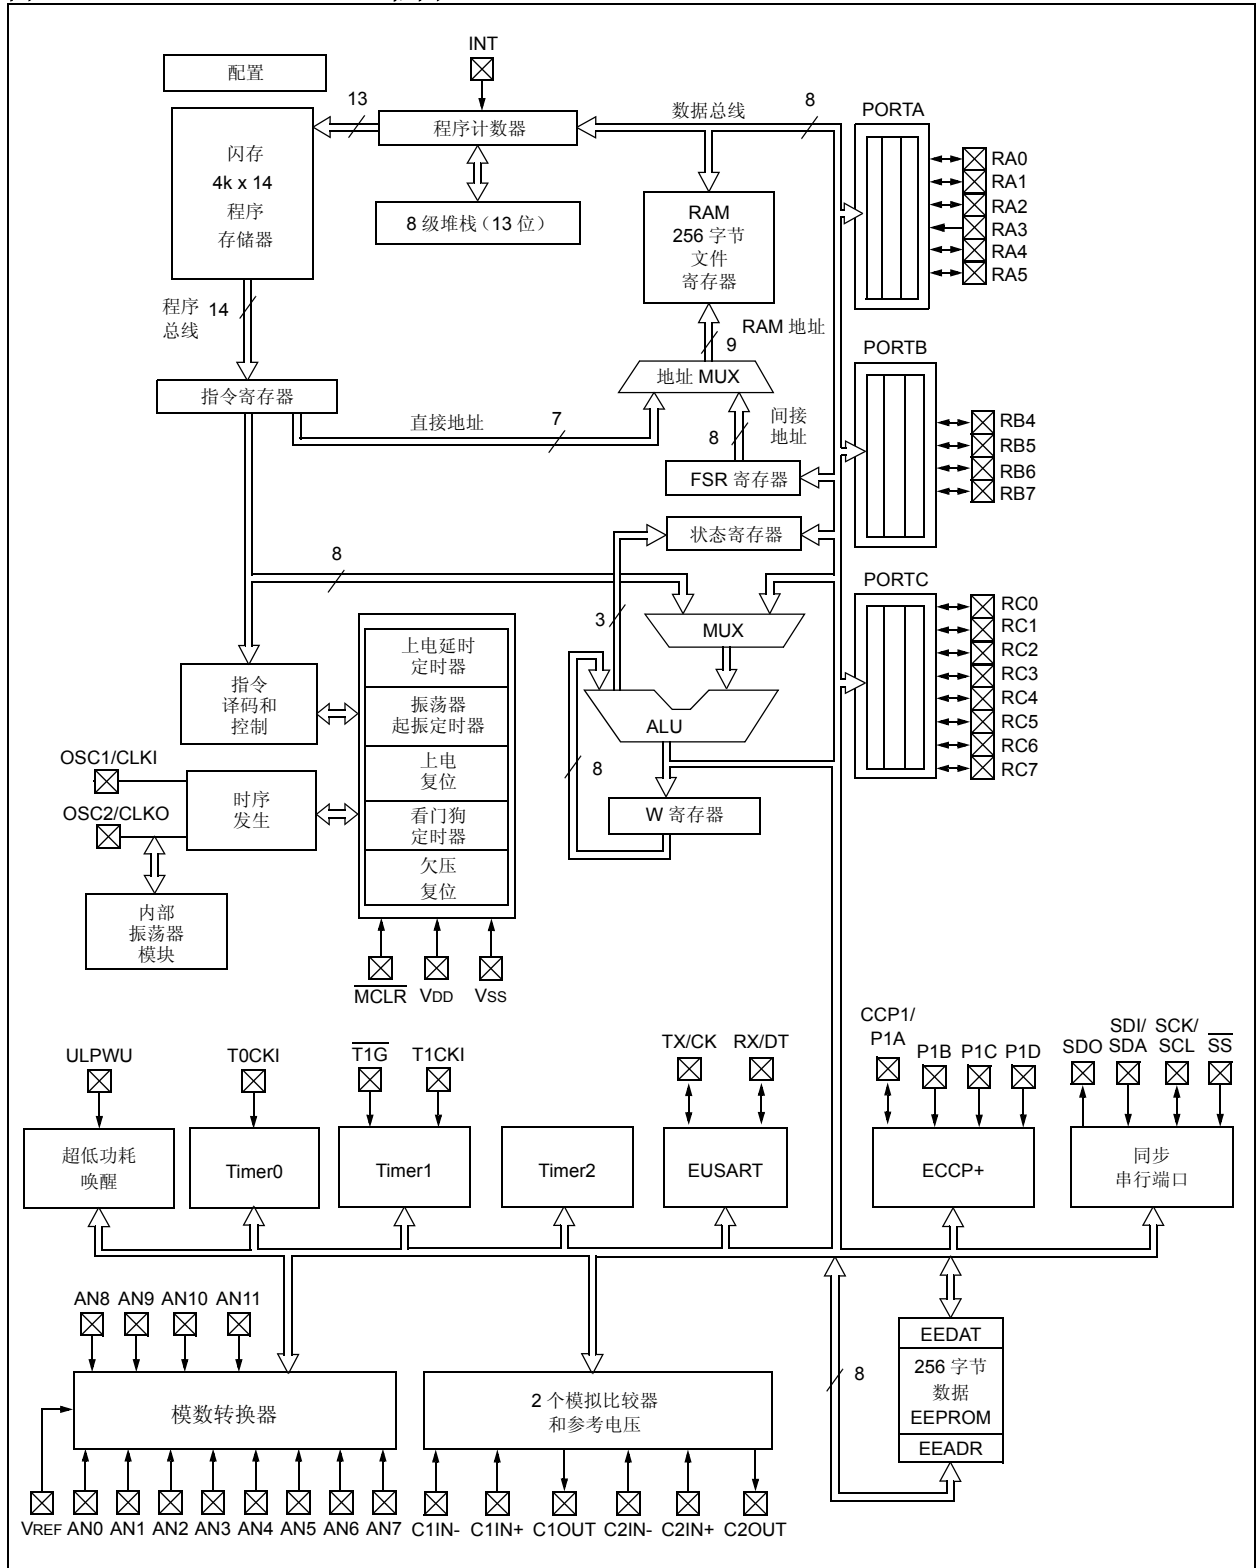 INT
配置
13
数据总线
8
PORTA
程序计数器
闪存
4k x 14
程序
存储器
8 级堆栈（13 位）
RAM
256 字节
文件
寄存器
RA0
RA1
RA2
RA3
RA4
RA5
程序
总线
14
RAM 地址
9
PORTB
地址 MUX
指令寄存器
直接地址
7
间接
地址
8
FSR 寄存器
RB4
RB5
RB6
RB7
状态寄存器
8
PORTC
3
MUX
RC0
RC1
RC2
RC3
RC4
RC5
RC6
RC7
上电延时
定时器
指令
译码和
控制
振荡器
起振定时器
ALU
OSC1/CLKI
上电
复位
8
OSC2/CLKO
时序
发生
看门狗
定时器
W 寄存器
欠压
复位
内部
振荡器
模块
MCLR
VDD
VSS
ULPWU
T0CKI
T1G
T1CKI
TX/CK
RX/DT
CCP1/
P1A
P1B
P1C
P1D
SDO
SDI/
SDA
SCK/
SCL
SS
超低功耗
唤醒
Timer0
Timer1
Timer2
EUSART
ECCP+
同步
串行端口
AN8
AN9
AN10
AN11
EEDAT
256 字节
数据
EEPROM
EEADR
8
模数转换器
2 个模拟比较器
和参考电压
VREF
AN0
AN1
AN2
AN3
AN4
AN5
AN6
AN7
C1IN-
C1IN+
C1OUT
C2IN-
C2IN+
C2OUT